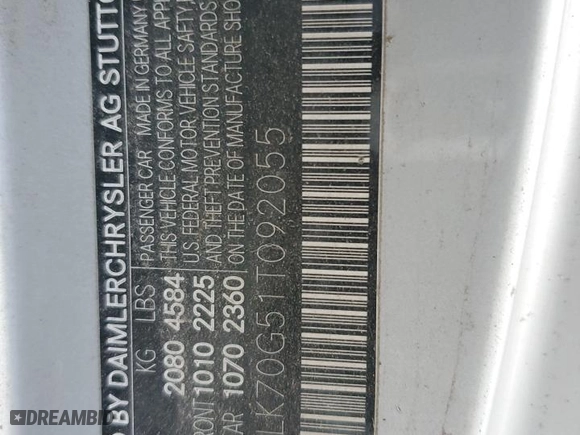 D BY DAIMLERCHRYSLER AG STUTTG
KG LBS
2080 4584
FRONT 1010 2225
AR 1070 2360
PASSENGER CAR MADE IN GERMANY
THIS VEHICLE CONFORMS TO ALL APP
U.S. FEDERAL MOTOR VEHICLE SAFETY
AND THEFT PREVENTION STANDARDS
ON THE DATE OF MANUFACTURE SHO
LK70G51T092055
DREAMBID